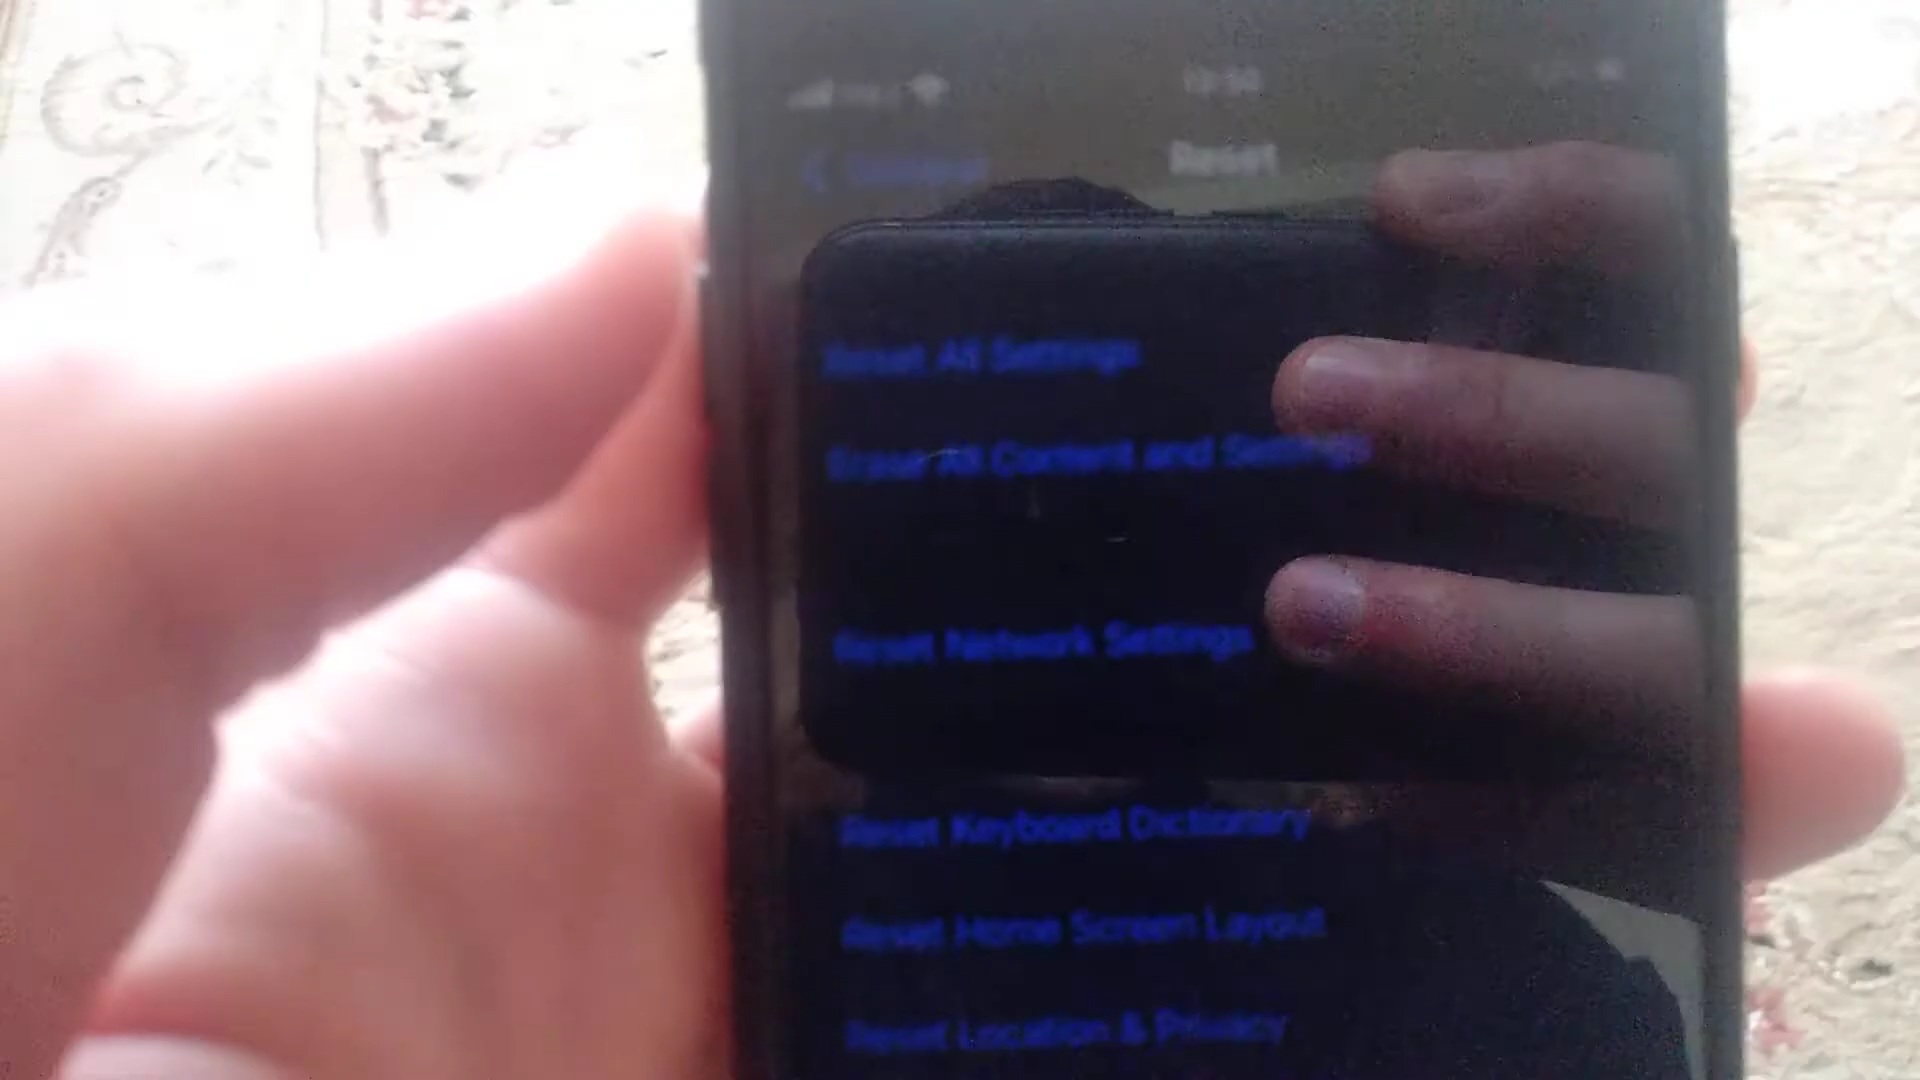 Reset
Reset All Settings
Erase All Content and Settings
Reset Network Settings
Reset Keyboard Dictionary
Reset Home Screen Layout
Reset Location & Privacy